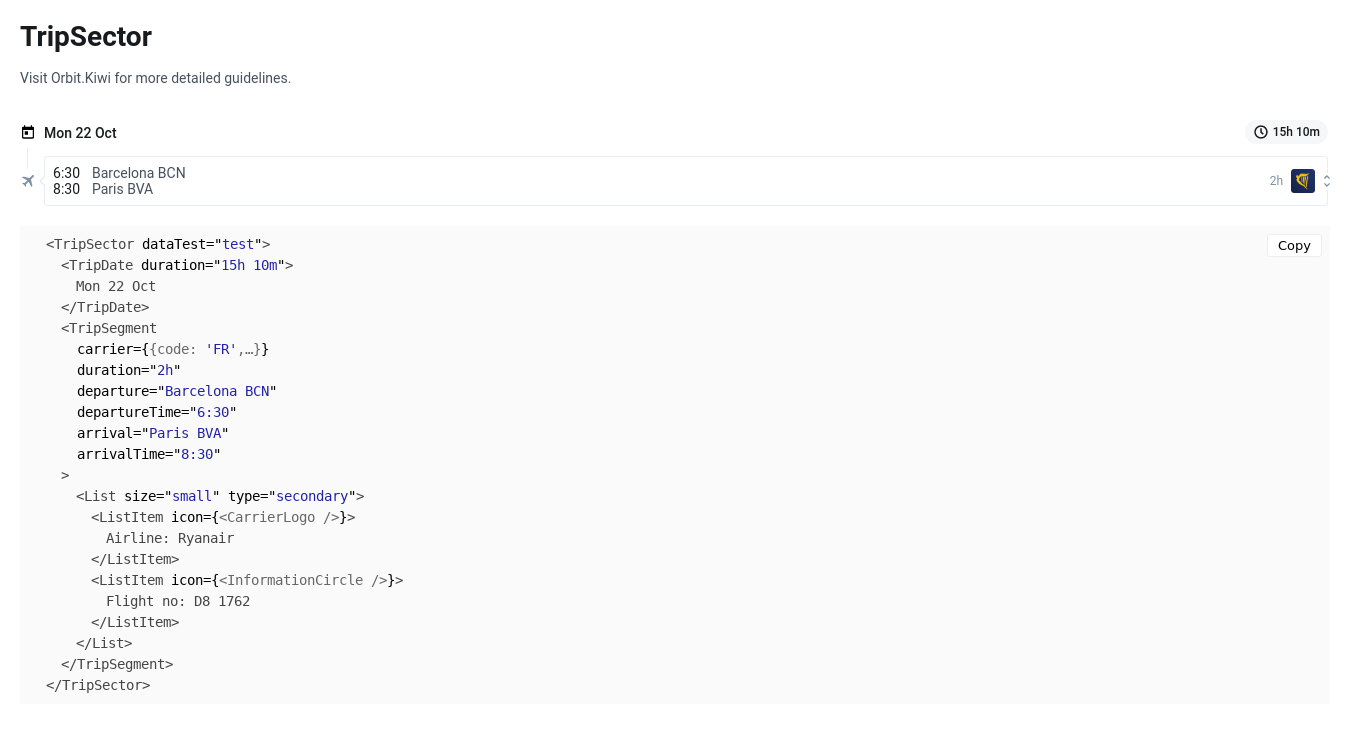 TripSector
Visit Orbit.Kiwi for more detailed guidelines.
Mon 22 Oct
15h 10m
6:30 Barcelona BCN
8:30 Paris BVA
2h
<TripSector dataTest="test">
Copy
<TripDate duration="15h 10m">
Mon 22 Oct
</TripDate>
<TripSegment
carrier={{code: 'FR',…}}
duration="2h"
departure="Barcelona BCN"
departureTime="6:30"
arrival="Paris BVA"
arrivalTime="8:30"
>
<List size="small" type="secondary">
<ListItem icon={<CarrierLogo />}>
Airline: Ryanair
</ListItem>
<ListItem icon={<InformationCircle />}>
Flight no: D8 1762
</ListItem>
</List>
</TripSegment>
</TripSector>